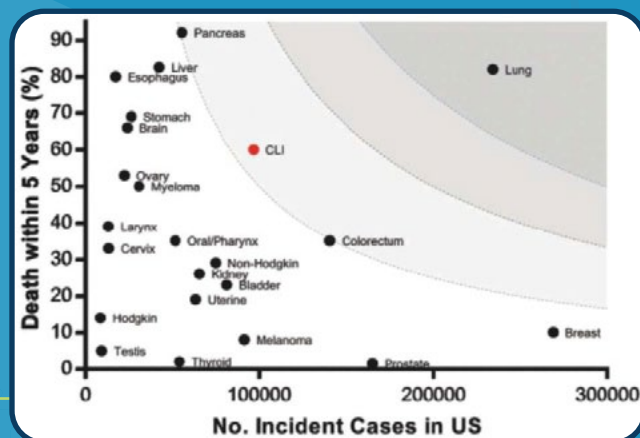 Death within 5 Years (%)
90
80
70
60
50
40
30
20
10
0
Pancreas
Liver
Esophagus
Lung
Stomach
Brain
CLI
Ovary
Myeloma
Larynx
Cervix
Oral/Pharynx
Colorectum
Non-Hodgkin
Kidney
Bladder
Uterine
Hodgkin
Breast
Melanoma
Testis
Thyroid
Prostate
0 100000 200000 300000
No. Incident Cases in US